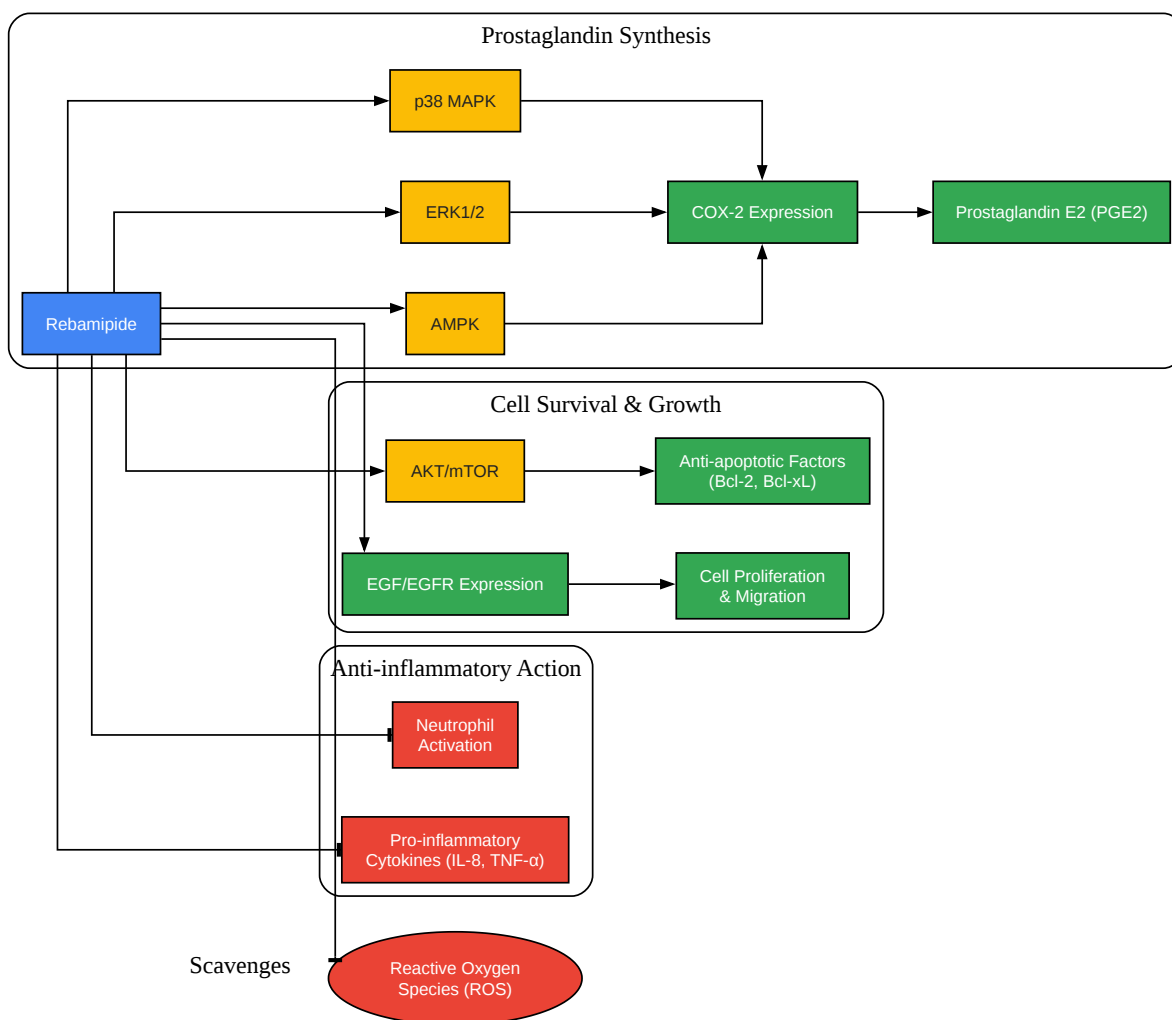 Prostaglandin Synthesis
p38 MAPK
ERK1/2
COX-2 Expression
Prostaglandin E2 (PGE2)
Rebamipide
AMPK
Cell Survival & Growth
AKT/mTOR
Anti-apoptotic Factors
(Bcl-2, Bcl-xL)
EGF/EGFR Expression
Cell Proliferation
& Migration
Anti-inflammatory Action
Neutrophil
Activation
Pro-inflammatory
Cytokines (IL-8, TNF-α)
Scavenges
Reactive Oxygen
Species (ROS)